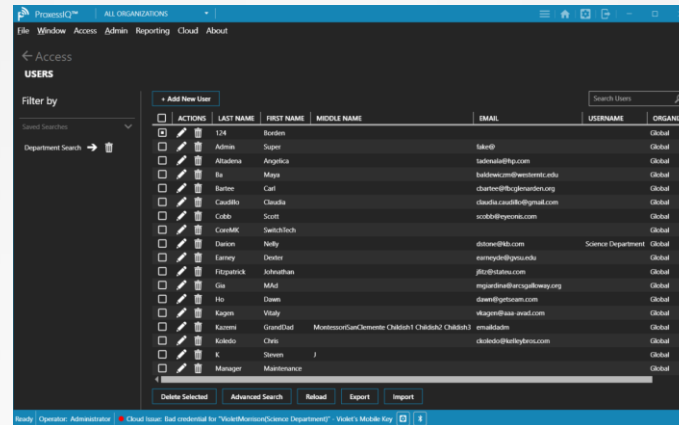 ProxessIQ™ ALL ORGANIZATIONS
File Window Access Admin Reporting Cloud About
Access
USERS
Filter by
+ Add New User
Search Users
Saved Searches
Department Search
ACTIONS LAST NAME FIRST NAME MIDDLE NAME EMAIL USERNAME ORGANI
124 Borden Global
Admin Super fake@ Global
Altadena Angelica tadenala@hp.com Global
Ba Maya baldewiczm@westerntc.edu Global
Bartee Carl cbartee@fbcglenarden.org Global
Caudillo Claudia claudia.caudillo@gmail.com Global
Cobb Scott scobb@eyeonis.com Global
CoreMK SwitchTech Global
Darion Nelly dstone@kb.com Science Department Global
Earney Dexter earneyde@gvsu.edu Global
Fitzpatrick Johnathan jfitz@stateu.com Global
Gia MAd mgiardina@arcsgalloway.org Global
Ho Dawn dawn@getseam.com Global
Kagen Vitaly vkagen@aaa-avad.com Global
Kazemi GrandDad MontessoriSanClemente Childish1 Childish2 Childish3 emaildadm Global
Koledo Chris ckoledo@kelleybros.com Global
K Steven J Global
Manager Maintenance Global
Delete Selected Advanced Search Reload Export Import
Ready Operator: Administrator Cloud Issue: Bad credential for "VioletMorrison(Science Department)" - Violet's Mobile Key